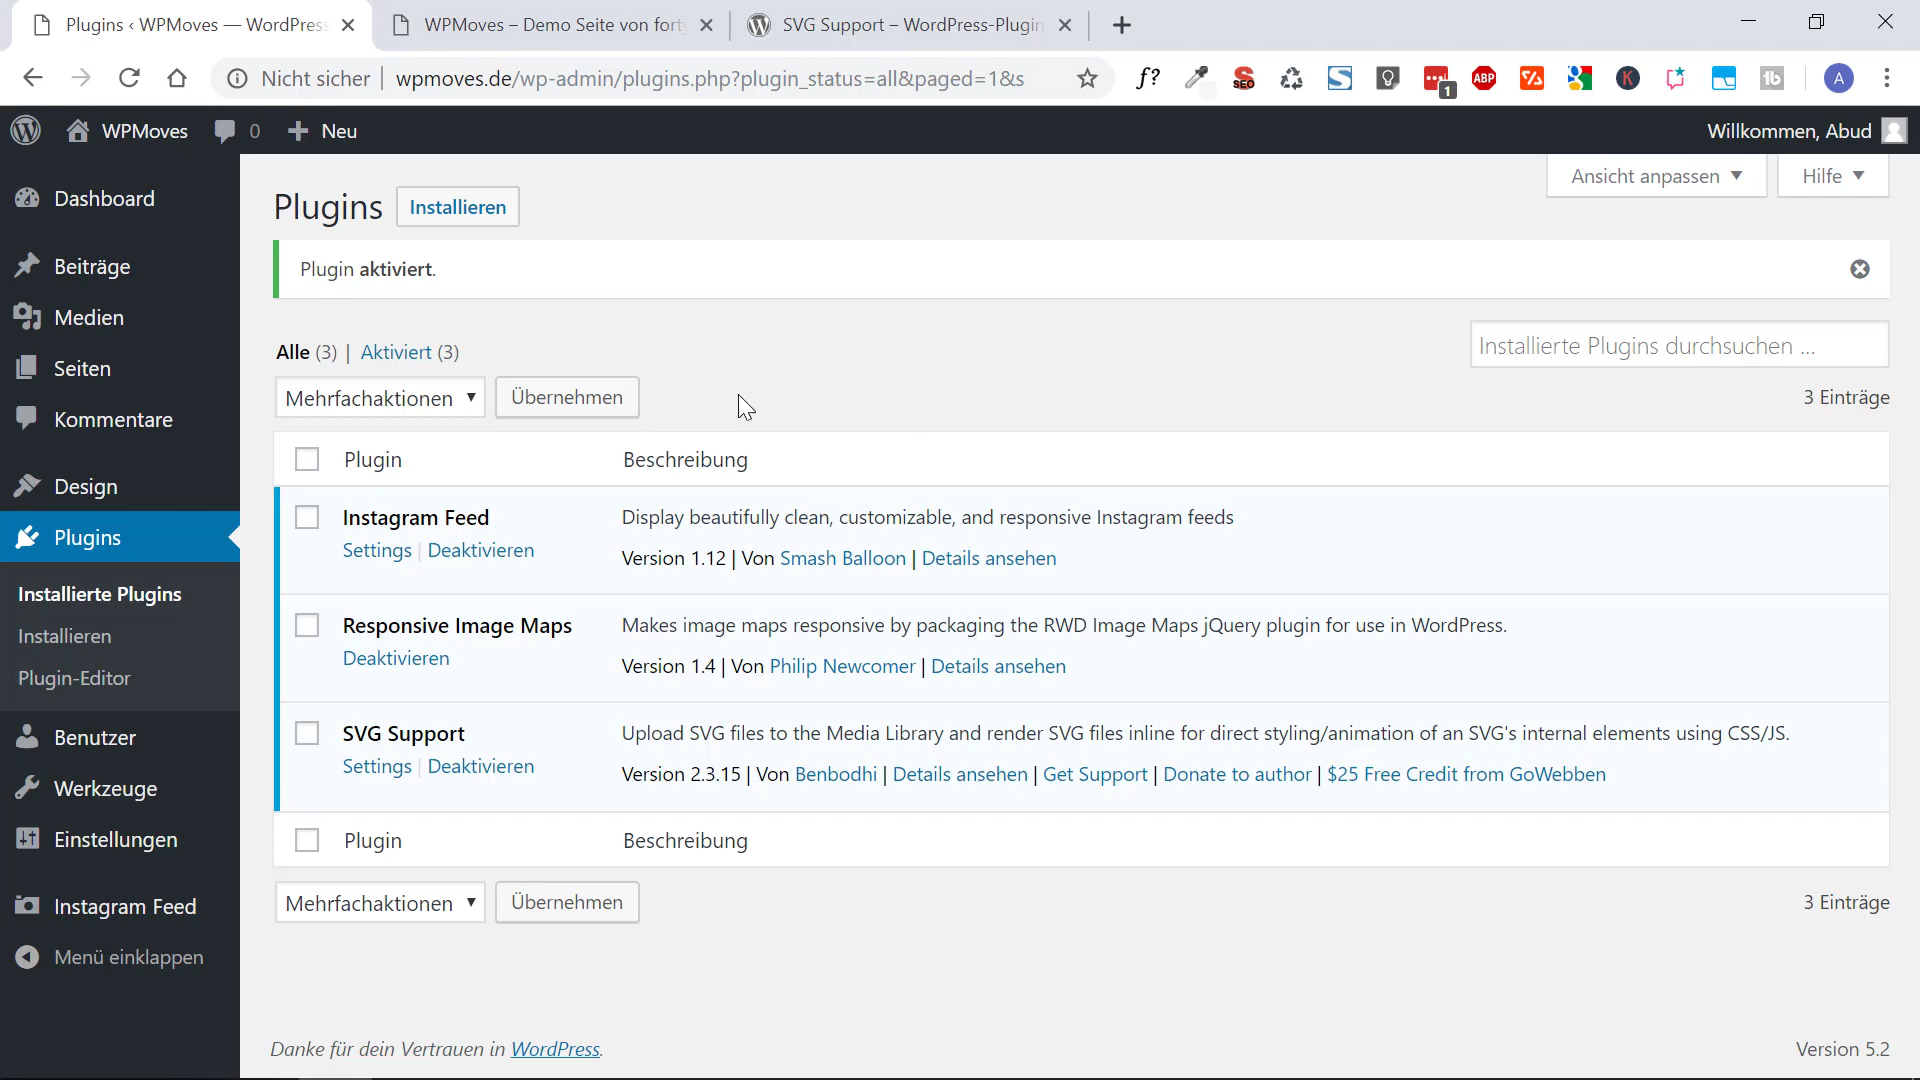 Plugins ‹ WPMoves — WordPress
WPMoves – Demo Seite von fort
SVG Support – WordPress-Plugin
Nicht sicher | wpmoves.de/wp-admin/plugins.php?plugin_status=all&paged=1&s
f?
SEO
1
ABP
K
1b
A
WPMoves
0
Neu
Willkommen, Abud
Dashboard
Beiträge
Medien
Seiten
Kommentare
Design
Plugins
Installierte Plugins
Installieren
Plugin-Editor
Benutzer
Werkzeuge
Einstellungen
Instagram Feed
Menü einklappen
Ansicht anpassen
Hilfe
Plugins
Installieren
Plugin aktiviert.
Alle (3) | Aktiviert (3)
Installierte Plugins durchsuchen ...
Mehrfachaktionen
Übernehmen
3 Einträge
Plugin Beschreibung
Instagram Feed
Settings | Deaktivieren
Display beautifully clean, customizable, and responsive Instagram feeds
Version 1.12 | Von Smash Balloon | Details ansehen
Responsive Image Maps
Deaktivieren
Makes image maps responsive by packaging the RWD Image Maps jQuery plugin for use in WordPress.
Version 1.4 | Von Philip Newcomer | Details ansehen
SVG Support
Settings | Deaktivieren
Upload SVG files to the Media Library and render SVG files inline for direct styling/animation of an SVG's internal elements using CSS/JS.
Version 2.3.15 | Von Benbodhi | Details ansehen | Get Support | Donate to author | $25 Free Credit from GoWebben
Plugin Beschreibung
Mehrfachaktionen
Übernehmen
3 Einträge
Danke für dein Vertrauen in WordPress.
Version 5.2